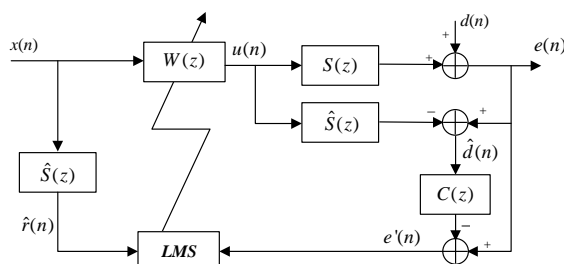 d(n)
x(n)
W(z)
u(n)
S(z)
+
+
e(n)
Ŝ(z)
−
+
d̂(n)
Ŝ(z)
C(z)
r̂(n)
LMS
e'(n)
−
+